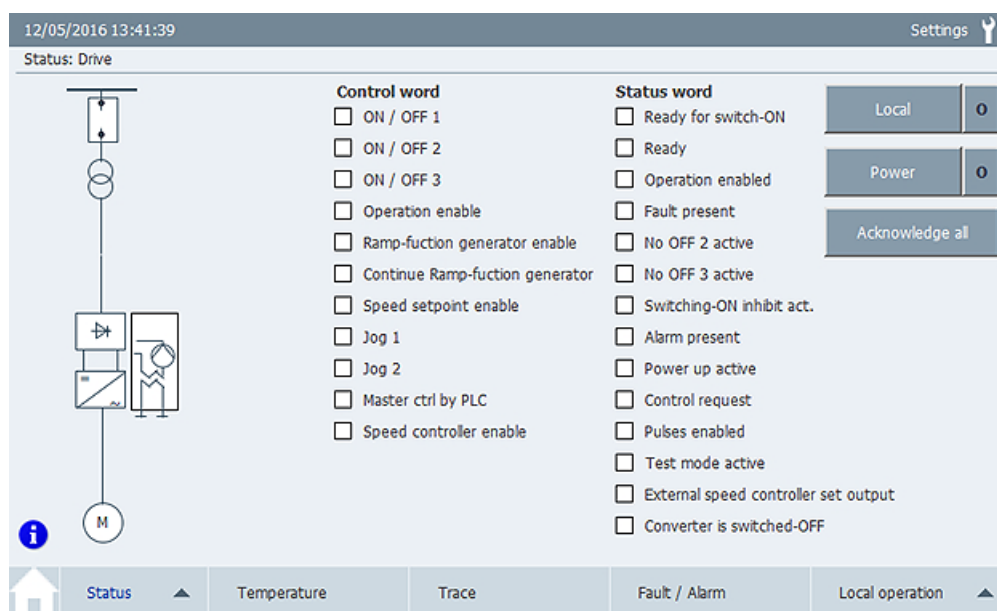 12/05/2016 13:41:39
Settings
Status: Drive
Control word
ON / OFF 1
ON / OFF 2
ON / OFF 3
Operation enable
Ramp-fuction generator enable
Continue Ramp-fuction generator
Speed setpoint enable
Jog 1
Jog 2
Master ctrl by PLC
Speed controller enable
Status word
Ready for switch-ON
Ready
Operation enabled
Fault present
No OFF 2 active
No OFF 3 active
Switching-ON inhibit act.
Alarm present
Power up active
Control request
Pulses enabled
Test mode active
External speed controller set output
Converter is switched-OFF
Local 0
Power 0
Acknowledge all
M
i
Status
Temperature
Trace
Fault / Alarm
Local operation